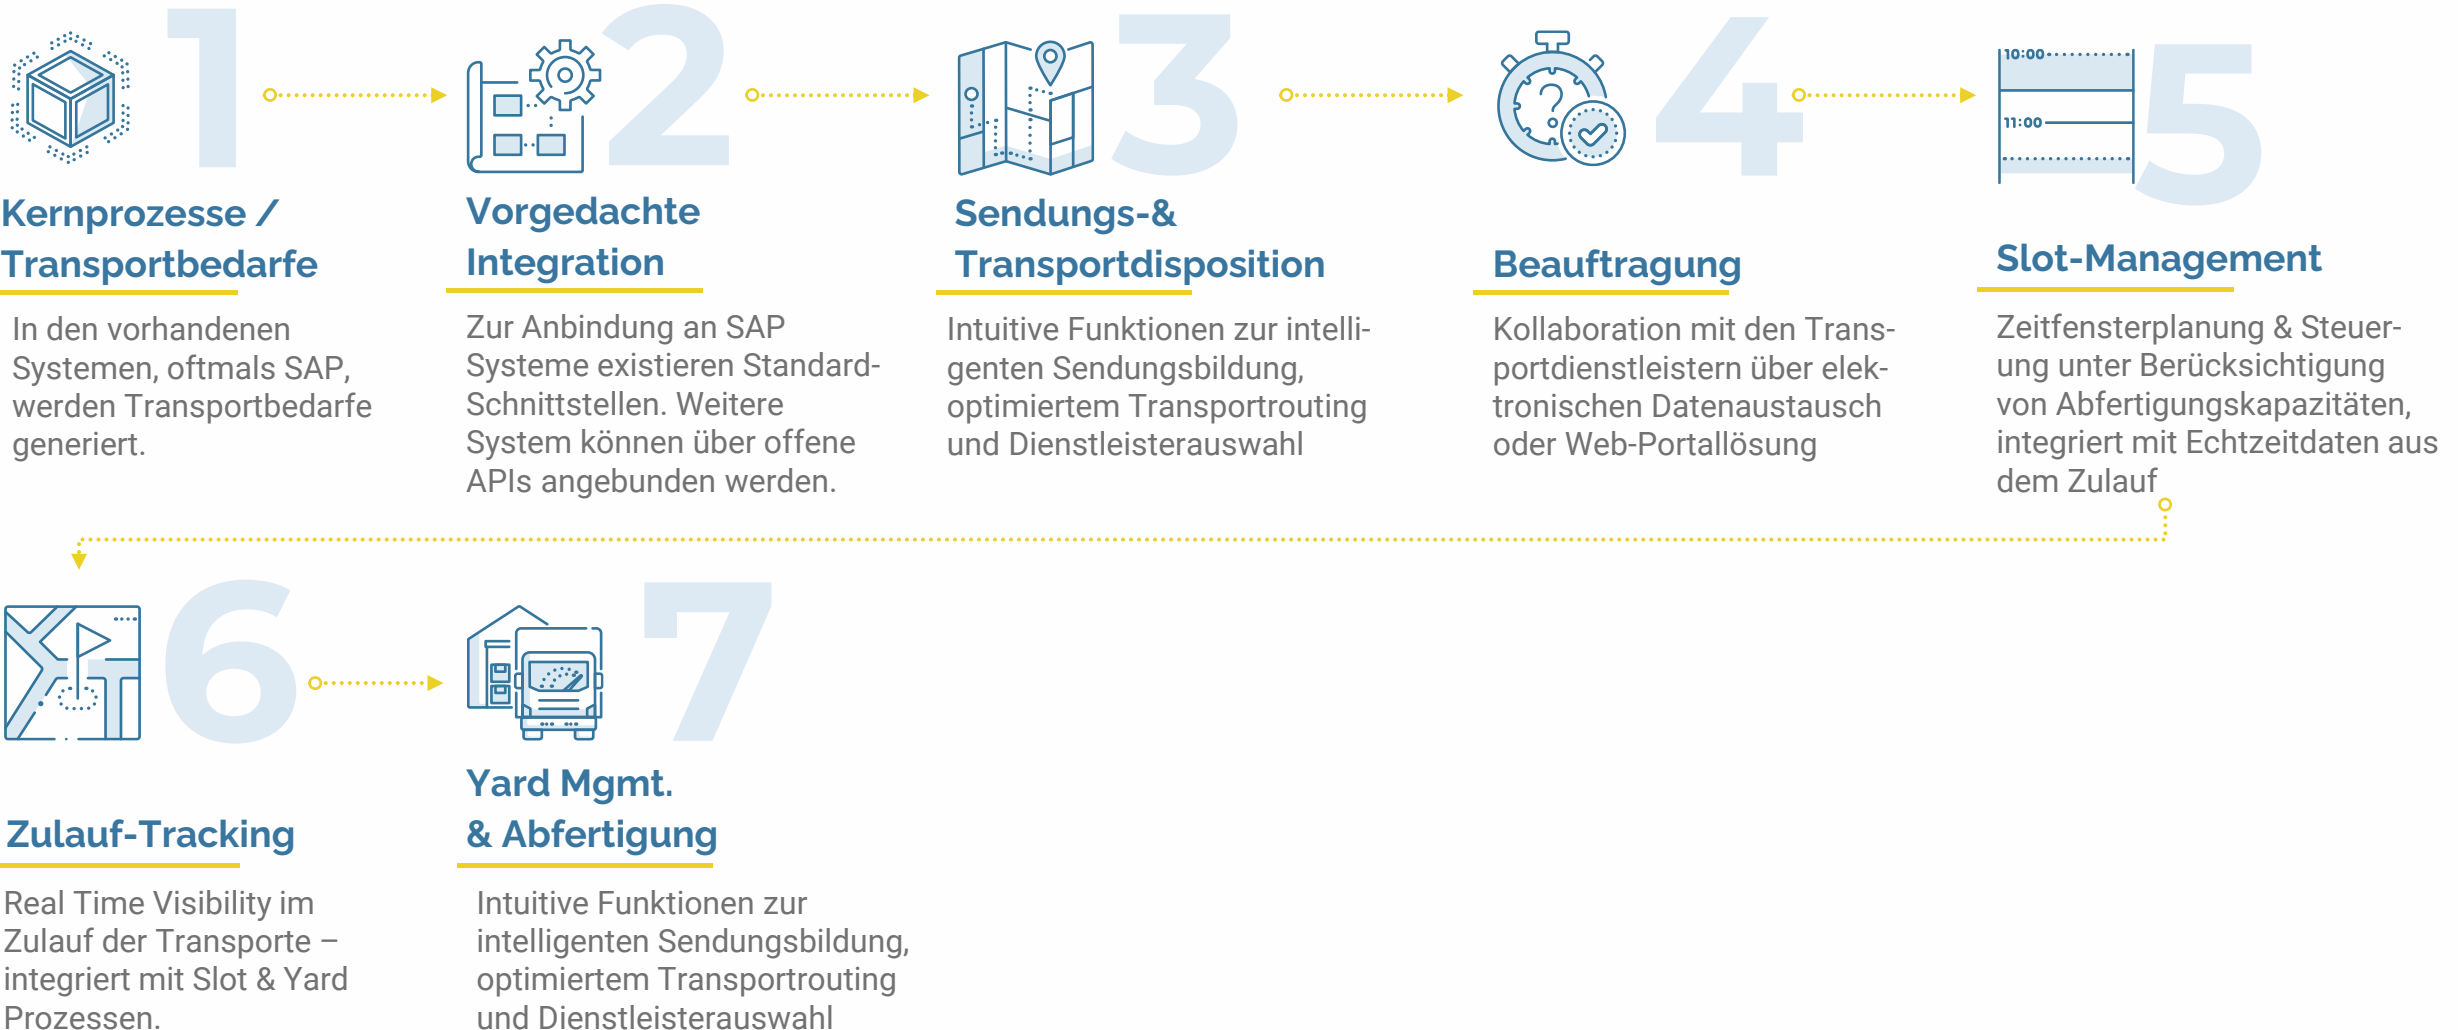 1
Kernprozesse /
Transportbedarfe
In den vorhandenen
Systemen, oftmals SAP,
werden Transportbedarfe
generiert.
2
Vorgedachte
Integration
Zur Anbindung an SAP
Systeme existieren Standard-
Schnittstellen. Weitere
System können über offene
APIs angebunden werden.
3
Sendungs-&
Transportdisposition
Intuitive Funktionen zur intelli-
genten Sendungsbildung,
optimiertem Transportrouting
und Dienstleisterauswahl
4
Beauftragung
Kollaboration mit den Trans-
portdienstleistern über elek-
tronischen Datenaustausch
oder Web-Portallösung
10:00
11:00
5
Slot-Management
Zeitfensterplanung & Steuer-
ung unter Berücksichtigung
von Abfertigungskapazitäten,
integriert mit Echtzeitdaten aus
dem Zulauf
6
Zulauf-Tracking
Real Time Visibility im
Zulauf der Transporte –
integriert mit Slot & Yard
Prozessen.
7
Yard Mgmt.
& Abfertigung
Intuitive Funktionen zur
intelligenten Sendungsbildung,
optimiertem Transportrouting
und Dienstleisterauswahl